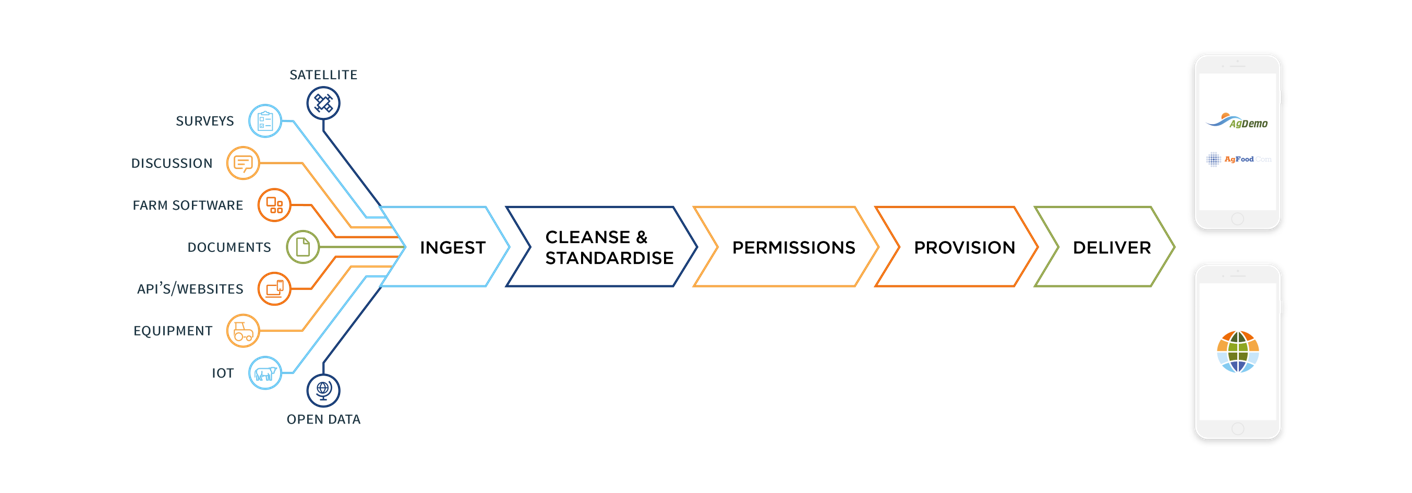 SATELLITE
SURVEYS
DISCUSSION
FARM SOFTWARE
DOCUMENTS
API'S/WEBSITES
EQUIPMENT
IOT
OPEN DATA
INGEST
CLEANSE &
STANDARDISE
PERMISSIONS
PROVISION
DELIVER
AgDemo
AgFood